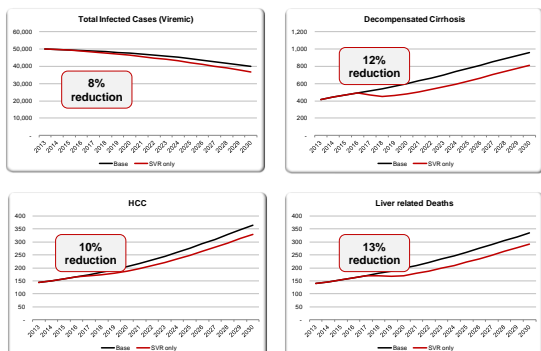 Total Infected Cases (Viremic)
60,000
50,000
40,000
30,000
20,000
10,000
-
8%
reduction
2013 2014 2015 2016 2017 2018 2019 2020 2021 2022 2023 2024 2025 2026 2027 2028 2029 2030
Base SVR only
Decompensated Cirrhosis
1,200
1,000
800
600
400
200
-
12%
reduction
2013 2014 2015 2016 2017 2018 2019 2020 2021 2022 2023 2024 2025 2026 2027 2028 2029 2030
Base SVR only
HCC
400
350
300
250
200
150
100
50
-
10%
reduction
2013 2014 2015 2016 2017 2018 2019 2020 2021 2022 2023 2024 2025 2026 2027 2028 2029 2030
Base SVR only
Liver related Deaths
400
350
300
250
200
150
100
50
-
13%
reduction
2013 2014 2015 2016 2017 2018 2019 2020 2021 2022 2023 2024 2025 2026 2027 2028 2029 2030
Base SVR only